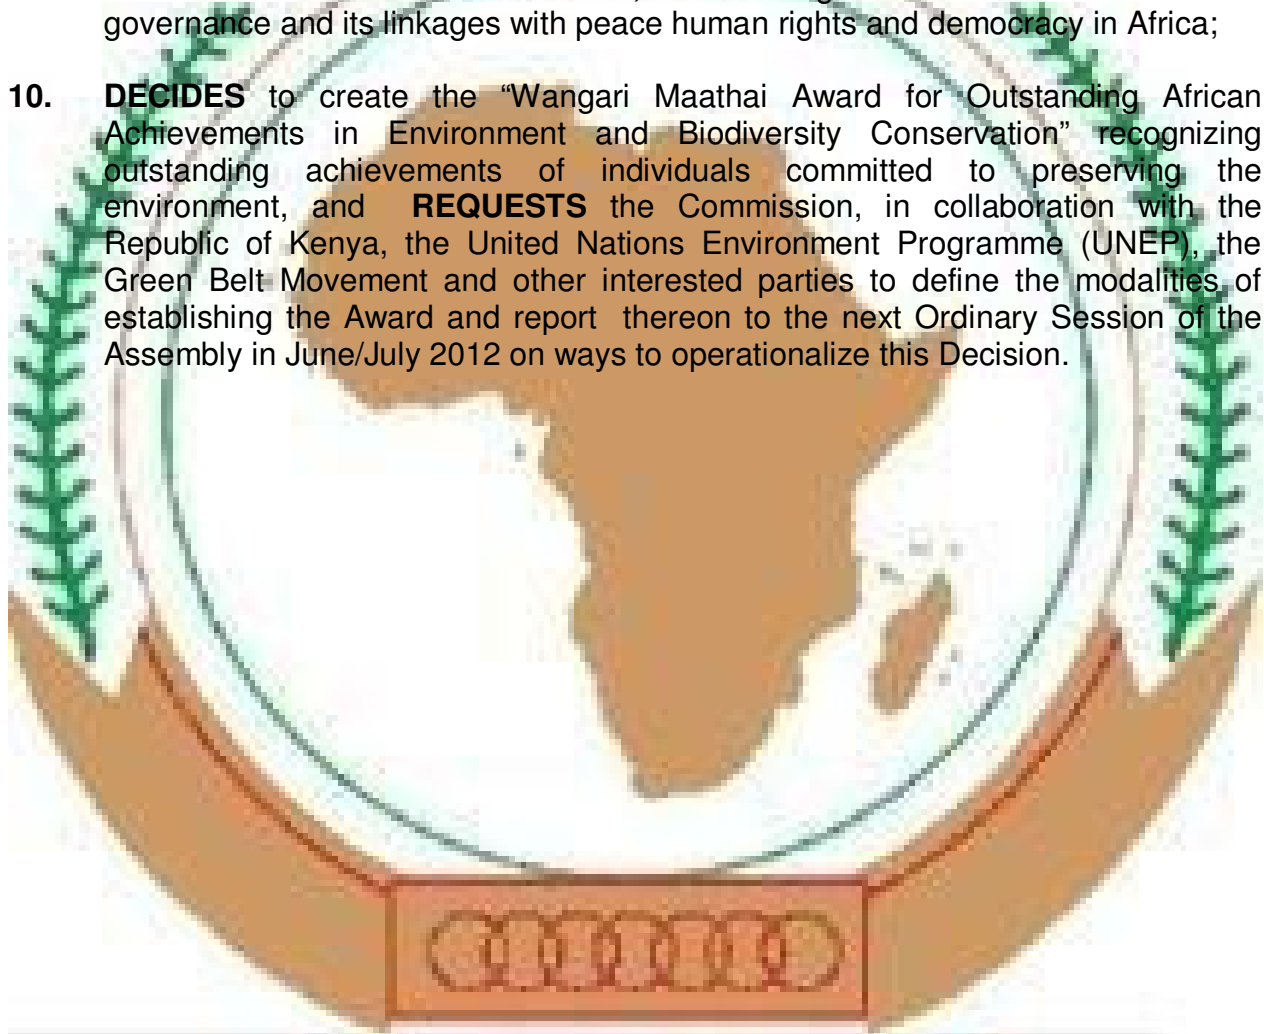 governance and its linkages with peace human rights and democracy in Africa;
10. DECIDES to create the “Wangari Maathai Award for Outstanding African
Achievements in Environment and Biodiversity Conservation” recognizing
outstanding achievements of individuals committed to preserving the
environment, and REQUESTS the Commission, in collaboration with the
Republic of Kenya, the United Nations Environment Programme (UNEP), the
Green Belt Movement and other interested parties to define the modalities of
establishing the Award and report thereon to the next Ordinary Session of the
Assembly in June/July 2012 on ways to operationalize this Decision.